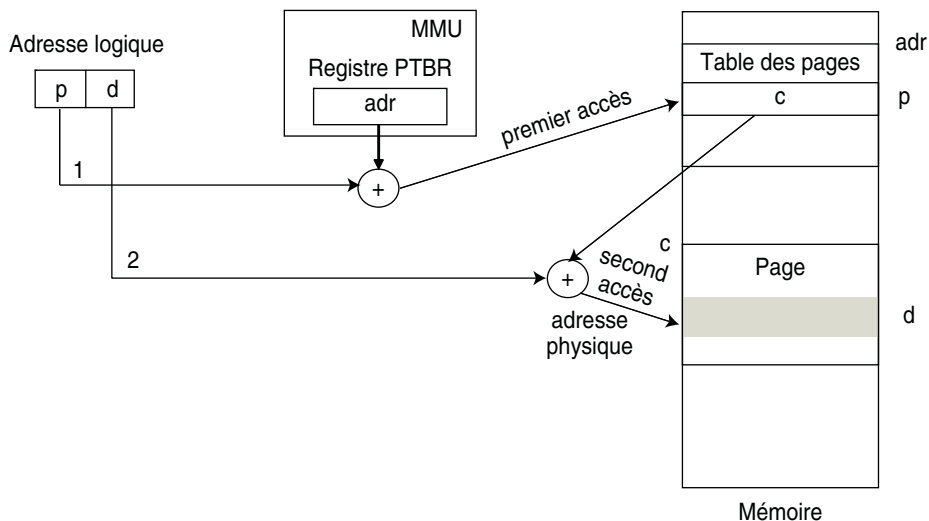 MMU
adr
Adresse logique
Table des pages
Registre PTBR
p
d
adr
c
p
premier accès
1
2
c
second
accès
Page
d
adresse
physique
Mémoire